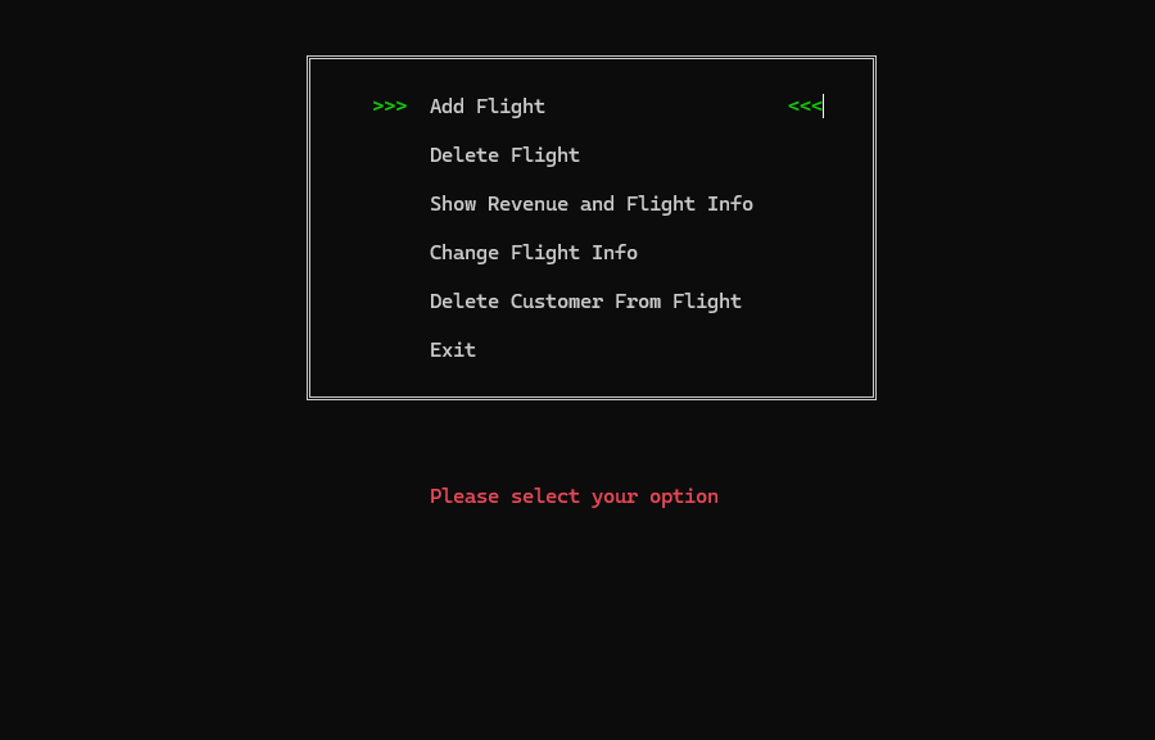 >>> Add Flight <<<
Delete Flight
Show Revenue and Flight Info
Change Flight Info
Delete Customer From Flight
Exit
Please select your option